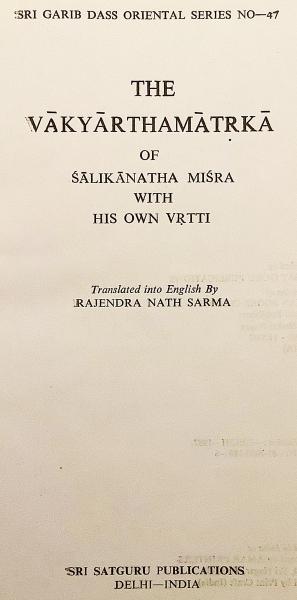 SRI GARIB DASS ORIENTAL SERIES NO—47
THE
VĀKYĀRTHAMĀTṚKĀ
OF
ŚĀLIKĀNATHA MIŚRA
WITH
HIS OWN VṚTTI
Translated into English By
RAJENDRA NATH SARMA
SRI SATGURU PUBLICATIONS
DELHI—INDIA